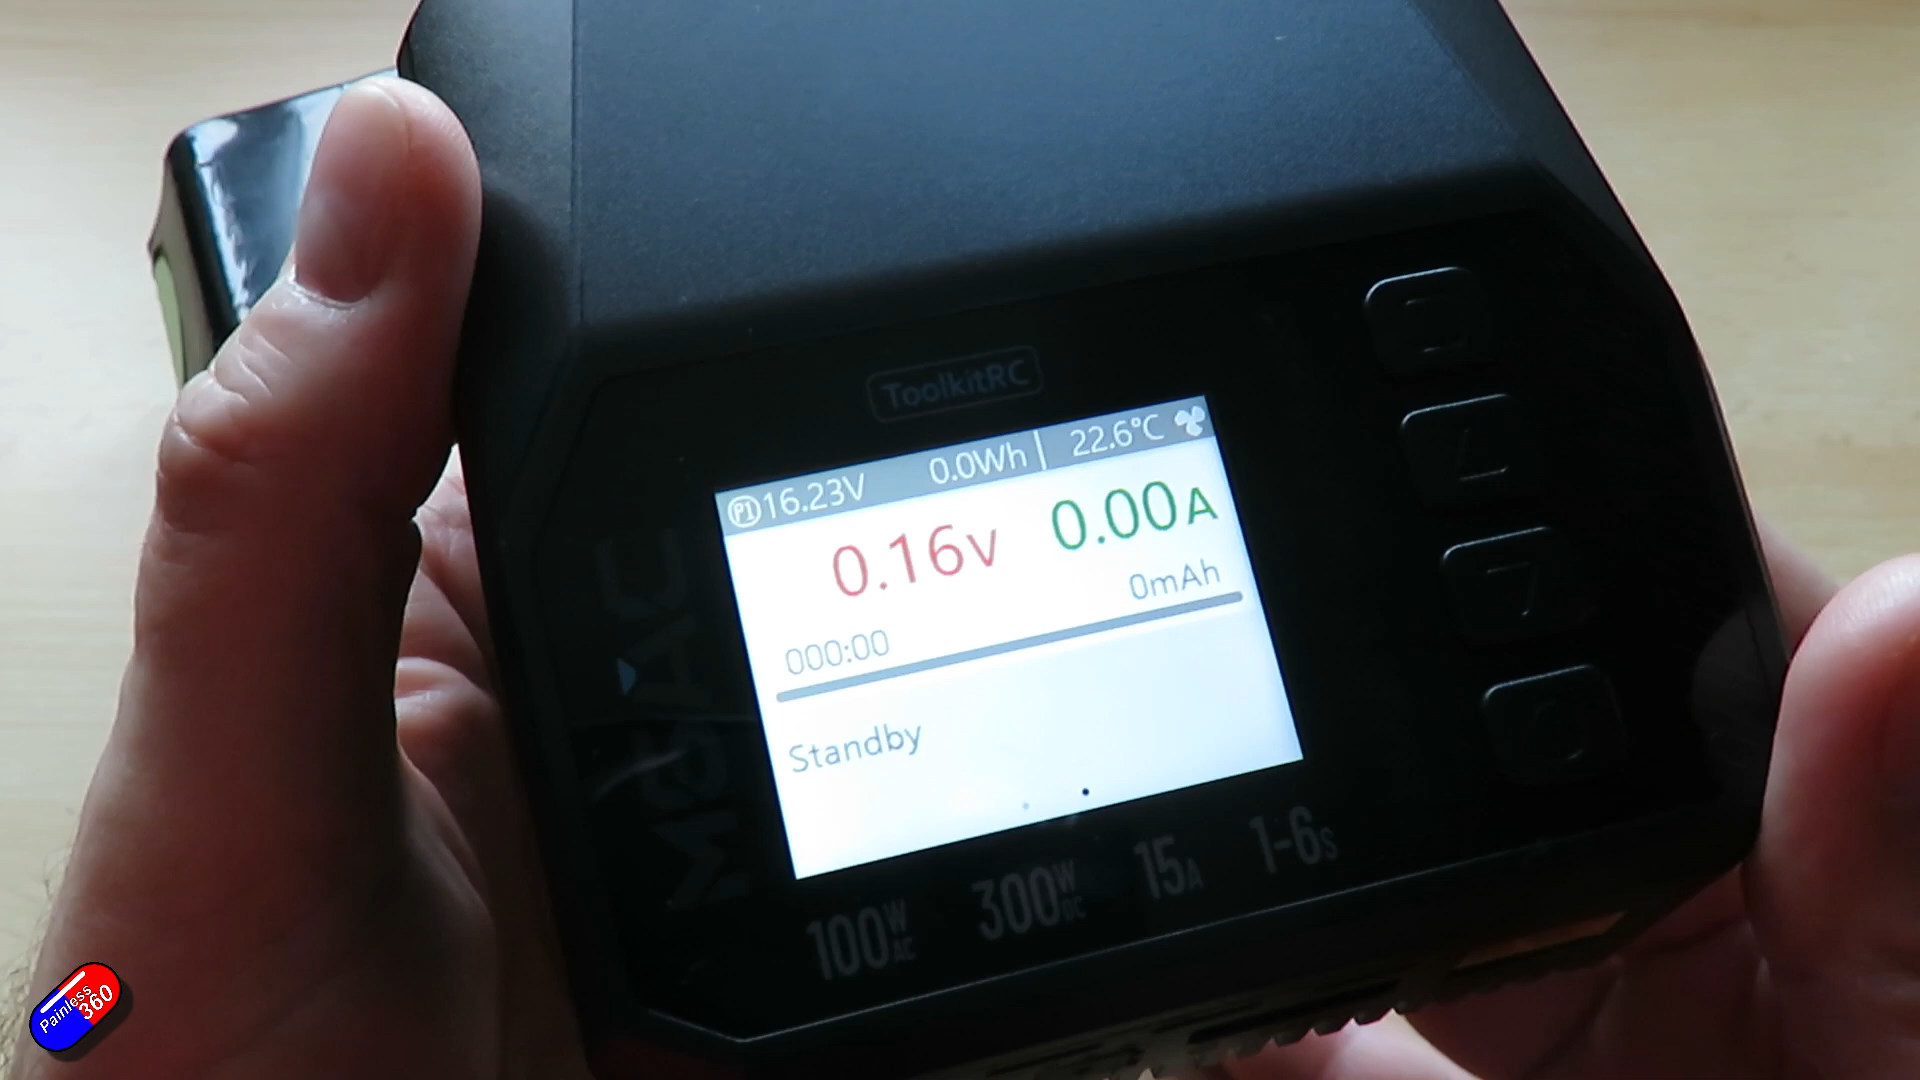 ToolkitRC
P1 16.23V 0.0Wh 22.6°C
0.16V 0.00A
0mAh
000:00
Standby
M6AC
100W AC 300W DC 15A 1-6S
Painless
360